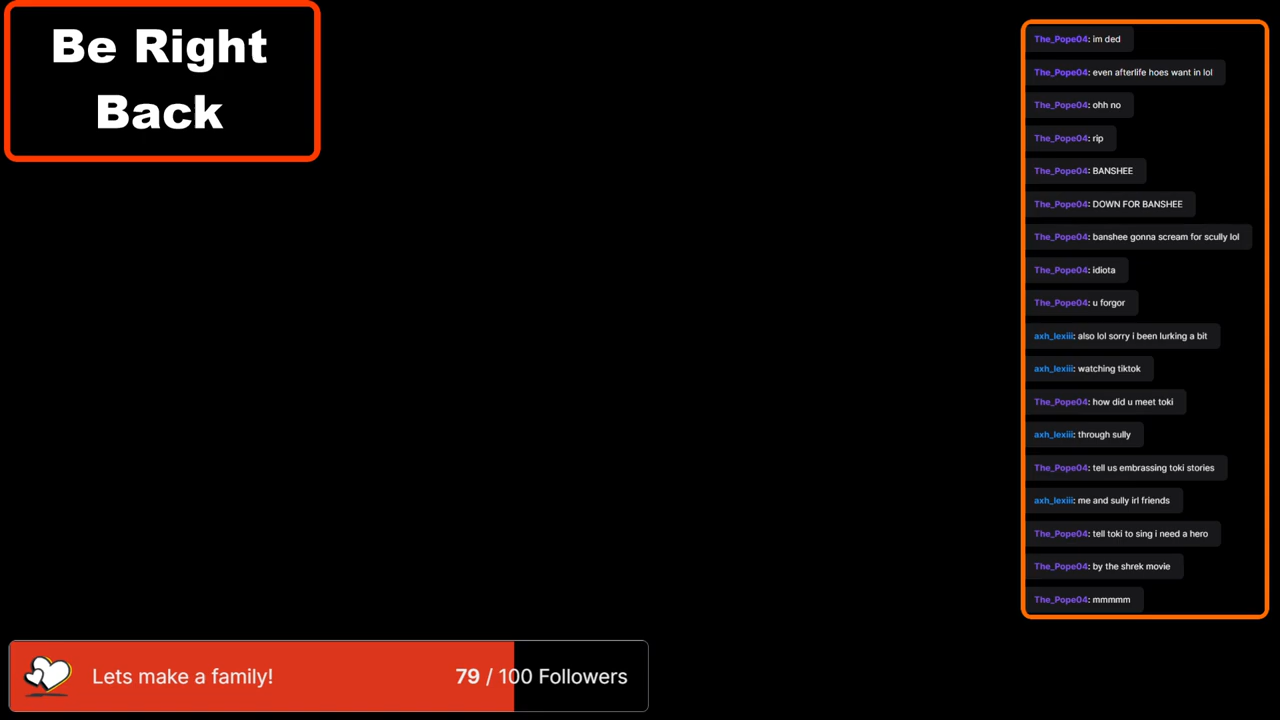 Be Right
Back
The_Pope04: im ded
The_Pope04: even afterlife hoes want in lol
The_Pope04: ohh no
The_Pope04: rip
The_Pope04: BANSHEE
The_Pope04: DOWN FOR BANSHEE
The_Pope04: banshee gonna scream for scully lol
The_Pope04: idiota
The_Pope04: u forgor
axh_lexiii: also lol sorry i been lurking a bit
axh_lexiii: watching tiktok
The_Pope04: how did u meet toki
axh_lexiii: through sully
The_Pope04: tell us embrassing toki stories
axh_lexiii: me and sully irl friends
The_Pope04: tell toki to sing i need a hero
The_Pope04: by the shrek movie
The_Pope04: mmmmm
Lets make a family! 79 / 100 Followers